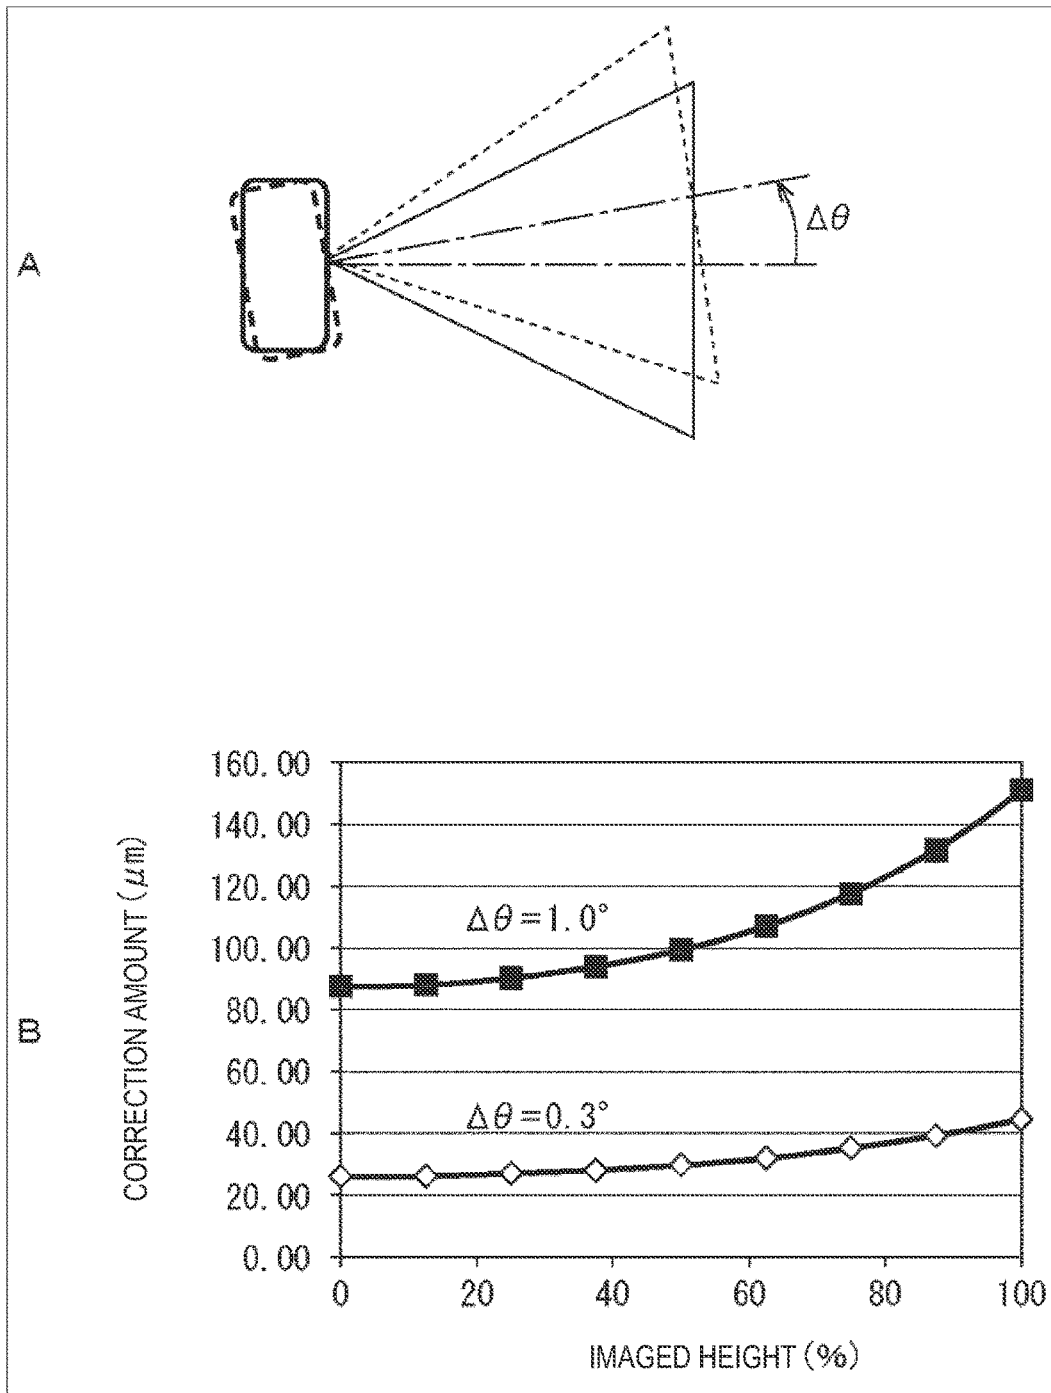 A
Δθ
B
CORRECTION AMOUNT (μm)
160.00
140.00
120.00
100.00
80.00
60.00
40.00
20.00
0.00
Δθ=1.0°
Δθ=0.3°
0 20 40 60 80 100
IMAGED HEIGHT (%)